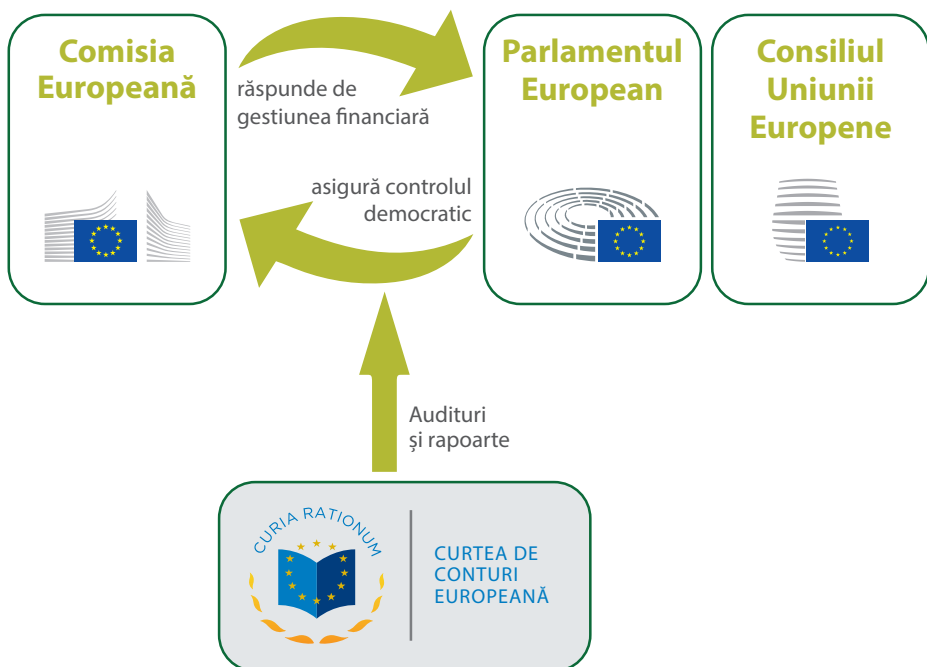 Comisia
Europeană
răspunde de
gestiunea financiară
Parlamentul
European
Consiliul
Uniunii
Europene
asigură controlul
democratic
Audituri
și rapoarte
CURIA RATIONUM
CURTEA DE
CONTURI
EUROPEANĂ